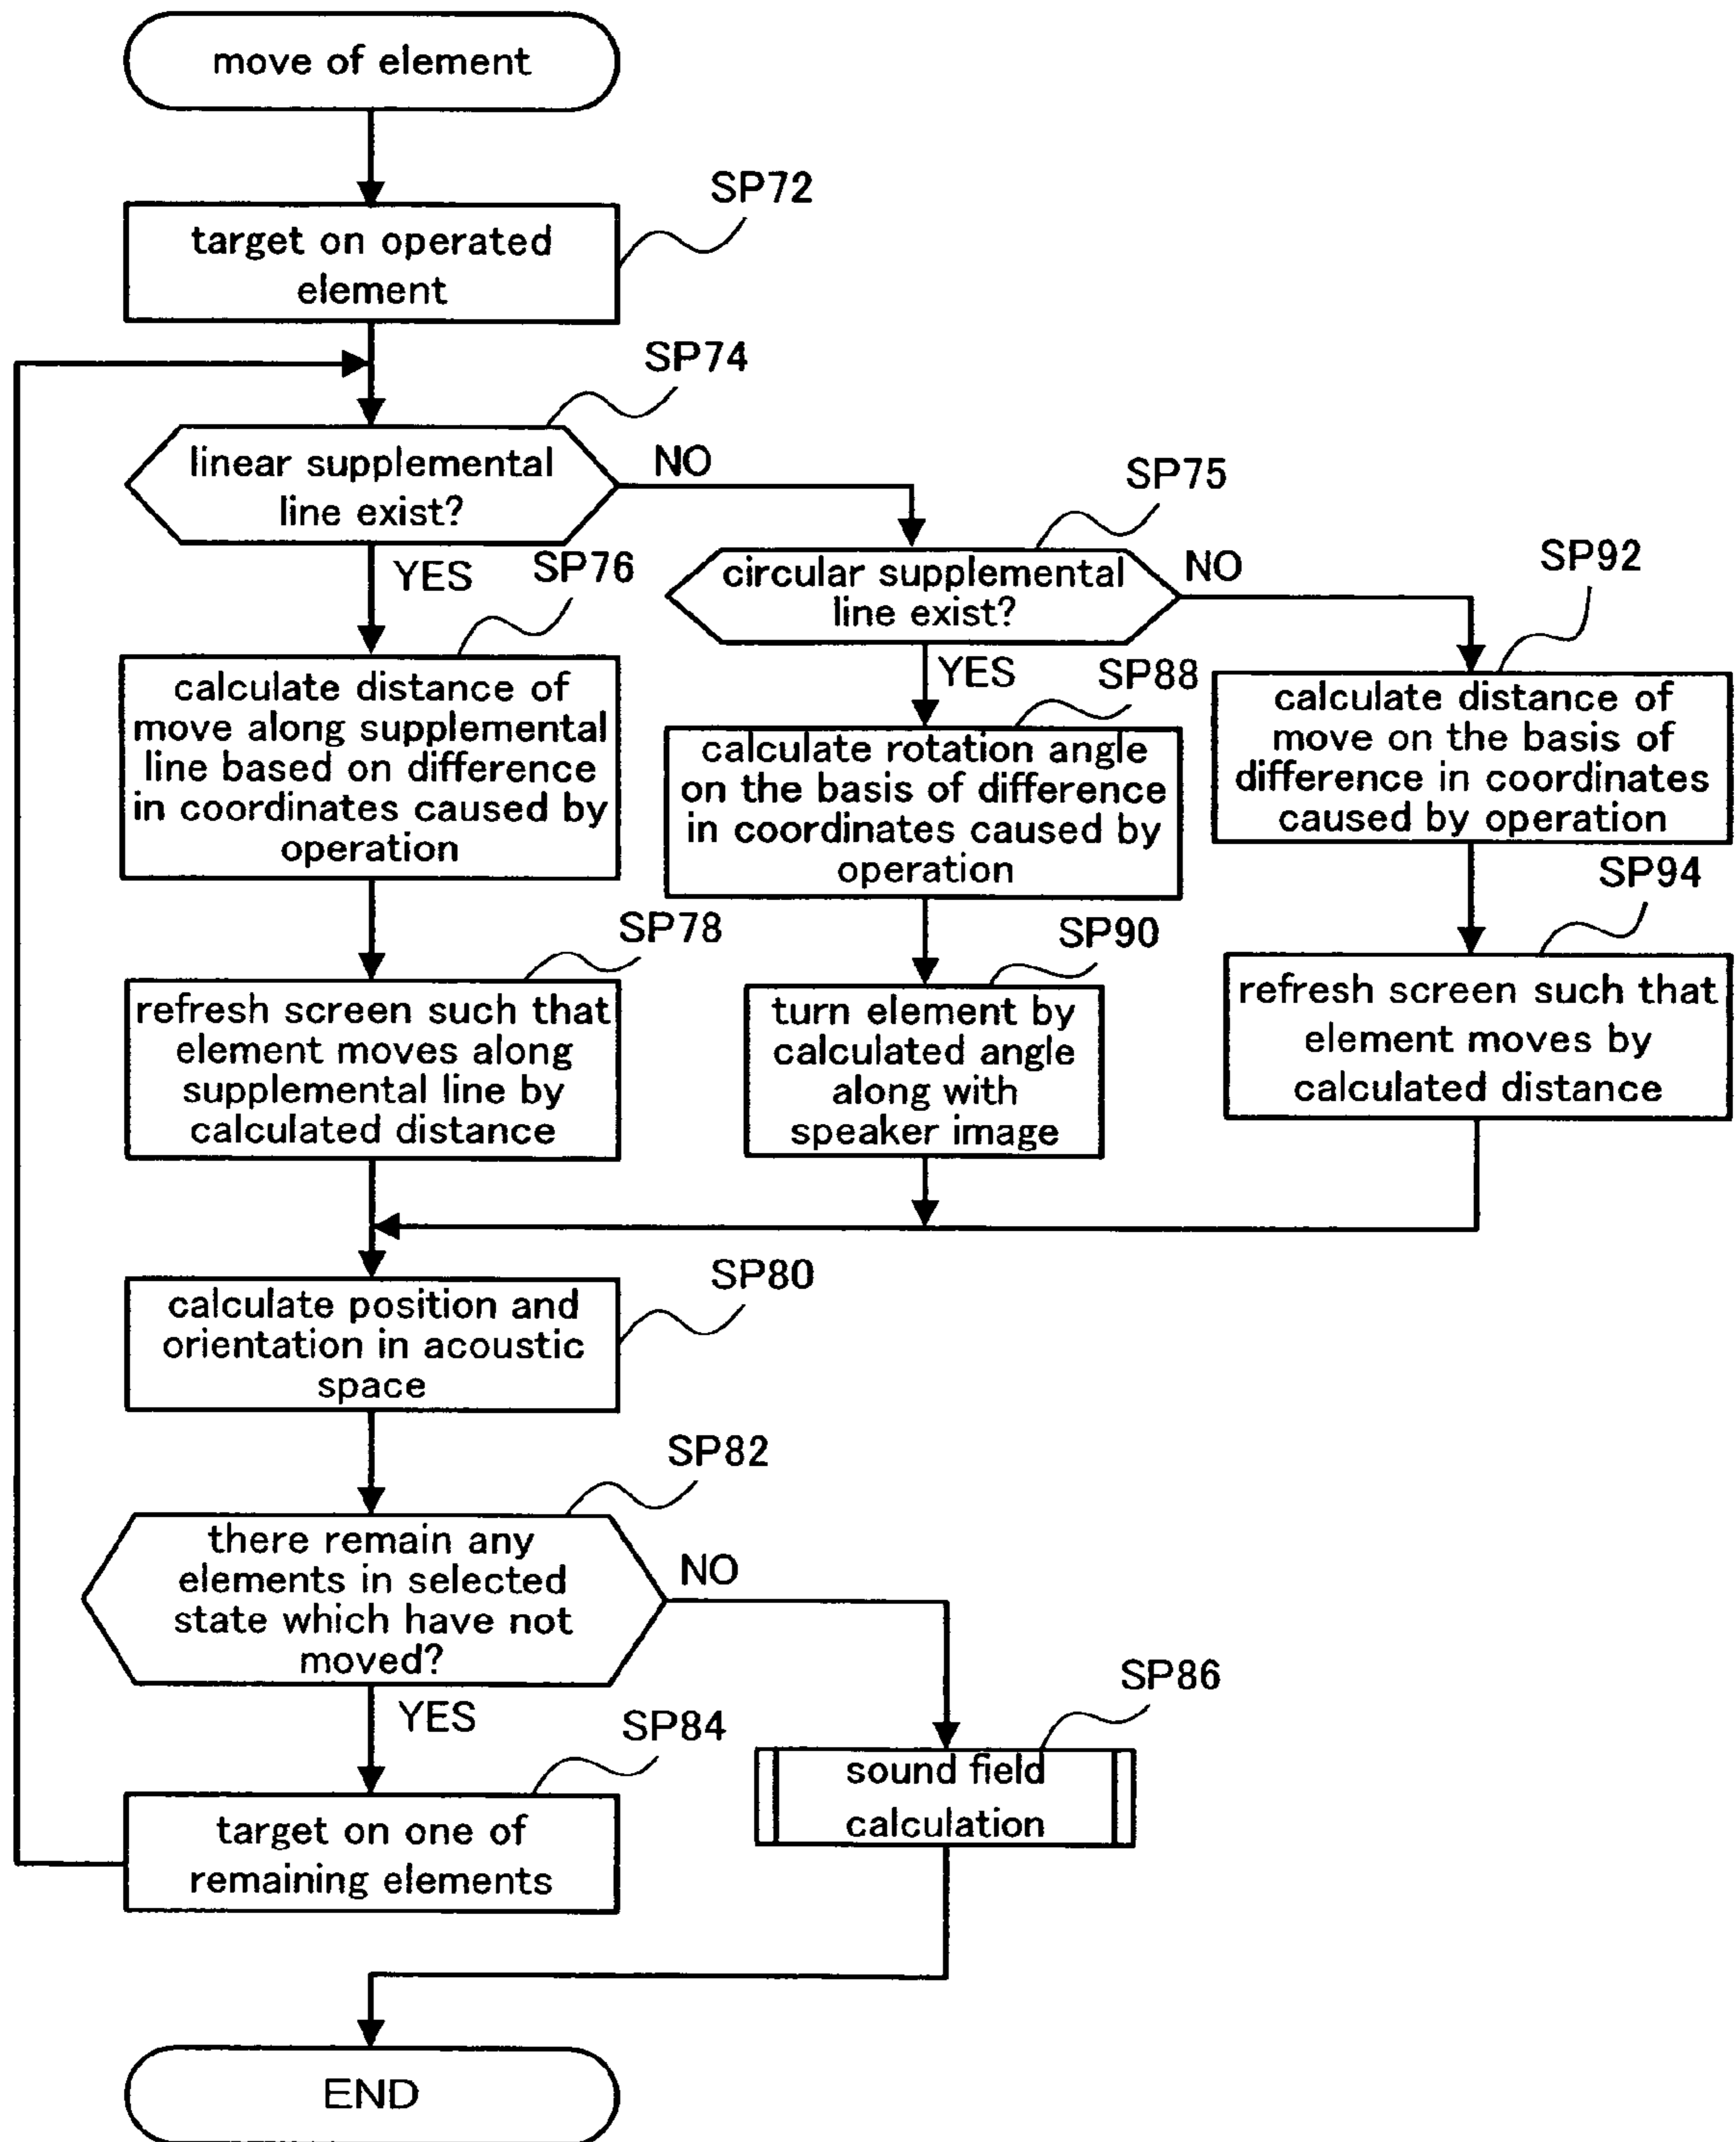 move of element
SP72
target on operated
element
SP74
linear supplemental
line exist?
NO
YES
SP75
circular supplemental
line exist?
NO
YES
SP76
calculate distance of
move along supplemental
line based on difference
in coordinates caused by
operation
SP88
calculate rotation angle
on the basis of difference
in coordinates caused by
operation
SP92
calculate distance of
move on the basis of
difference in coordinates
caused by operation
SP78
refresh screen such that
element moves along
supplemental line by
calculated distance
SP90
turn element by
calculated angle
along with
speaker image
SP94
refresh screen such that
element moves by
calculated distance
SP80
calculate position and
orientation in acoustic
space
SP82
there remain any
elements in selected
state which have not
moved?
NO
YES
SP84
target on one of
remaining elements
SP86
sound field
calculation
END